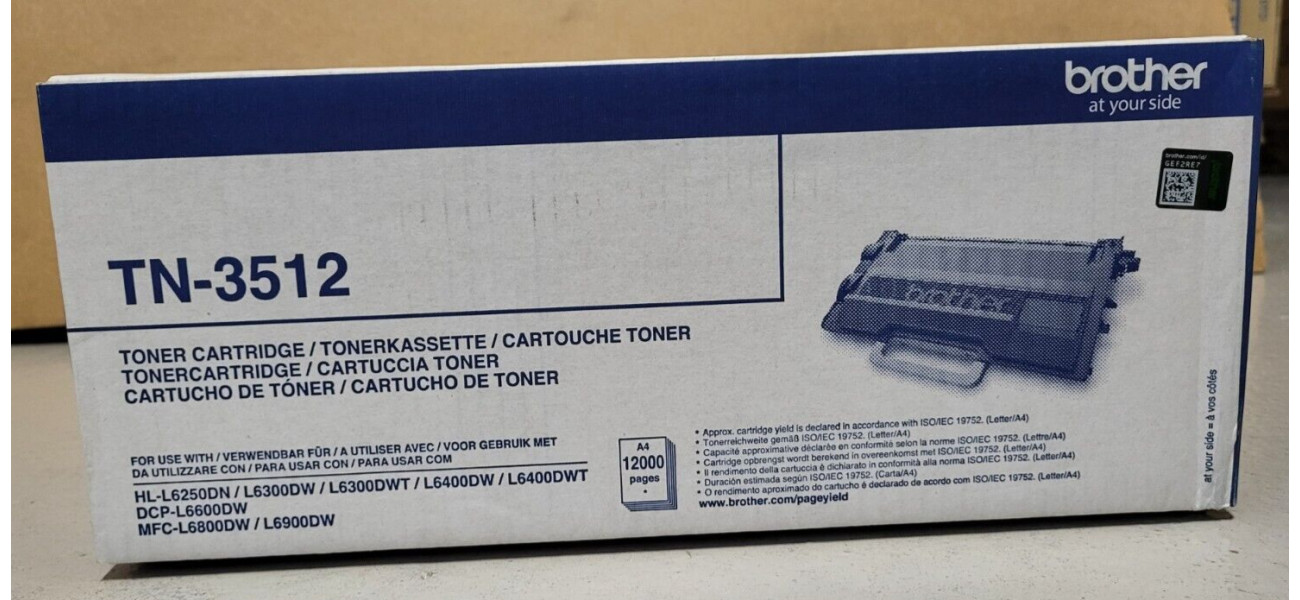 brother
at your side
brother.com/id/
GEF2RE7
TN-3512
brother
TONER CARTRIDGE / TONERKASSETTE / CARTOUCHE TONER
TONERCARTRIDGE / CARTUCCIA TONER
CARTUCHO DE TÓNER / CARTUCHO DE TONER
FOR USE WITH / VERWENDBAR FÜR / A UTILISER AVEC / VOOR GEBRUIK MET
DA UTILIZZARE CON / PARA USAR CON / PARA USAR COM
HL-L6250DN / L6300DW / L6300DWT / L6400DW / L6400DWT
DCP-L6600DW
MFC-L6800DW / L6900DW
A4
12000
pages
• Approx. cartridge yield is declared in accordance with ISO/IEC 19752. (Letter/A4)
• Tonerreichweite gemäß ISO/IEC 19752. (Letter/A4)
• Capacité approximative déclarée en conformité selon la norme ISO/IEC 19752. (Lettre/A4)
• Cartridge opbrengst wordt berekend in overeenkomst met ISO/IEC 19752. (Letter/A4)
• Il rendimento della cartuccia è dichiarato in conformità alla norma ISO/IEC 19752. (Letter/A4)
• Duración estimada según ISO/IEC 19752. (Carta/A4)
• O rendimento aproximado do cartucho é declarado de acordo com ISO/IEC 19752. (Letter/A4)
www.brother.com/pageyield
at your side = à vos côtés